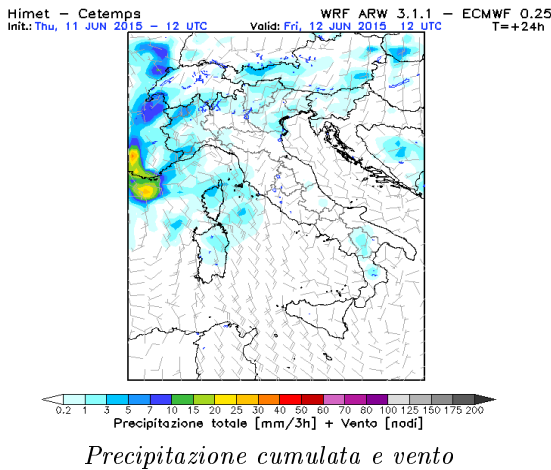 Himet – Cetemps WRF ARW 3.1.1 – ECMWF 0.25
Init.: Thu, 11 JUN 2015 – 12 UTC Valid: Fri, 12 JUN 2015 12 UTC T=+24h
0.2 1 3 5 7 10 15 20 25 30 40 50 60 70 80 100 125 150 175 200
Precipitazione totale [mm/3h] + Vento [nodi]
Precipitazione cumulata e vento